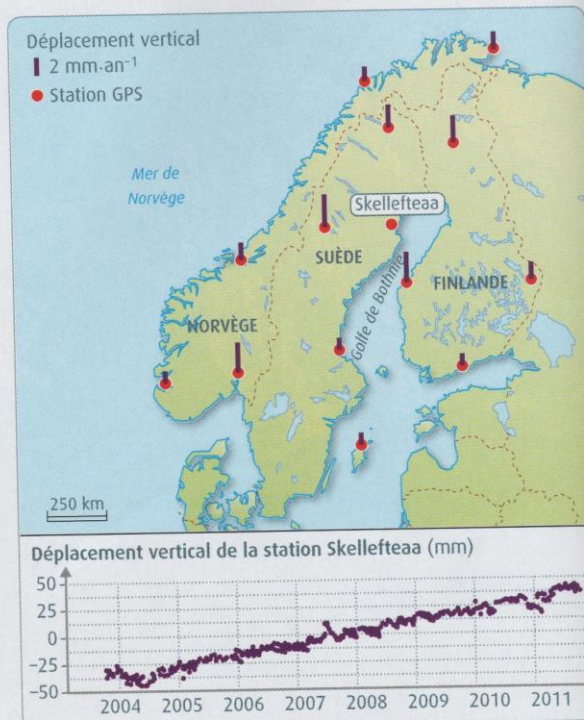 Déplacement vertical
2 mm·an⁻¹
Station GPS
Mer de
Norvège
Skellefteaa
SUÈDE
FINLANDE
Golfe de Bothnie
NORVÈGE
250 km
Déplacement vertical de la station Skellefteaa (mm)
50
25
0
−25
−50
2004 2005 2006 2007 2008 2009 2010 2011